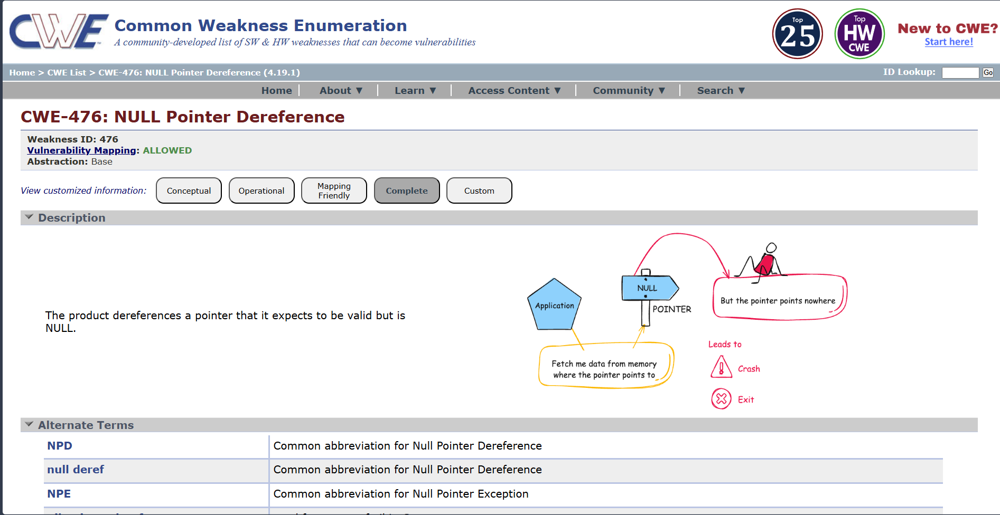 CWE
Common Weakness Enumeration
A community-developed list of SW & HW weaknesses that can become vulnerabilities
Top
25
Top
HW
CWE
New to CWE?
Start here!
Home > CWE List > CWE-476: NULL Pointer Dereference (4.19.1)
ID Lookup:
Go
Home
About ▼
Learn ▼
Access Content ▼
Community ▼
Search ▼
CWE-476: NULL Pointer Dereference
Weakness ID: 476
Vulnerability Mapping: ALLOWED
Abstraction: Base
View customized information:
Conceptual
Operational
Mapping
Friendly
Complete
Custom
Description
The product dereferences a pointer that it expects to be valid but is
NULL.
Application
NULL
POINTER
But the pointer points nowhere
Fetch me data from memory
where the pointer points to
Leads to
Crash
Exit
Alternate Terms
NPD
Common abbreviation for Null Pointer Dereference
null deref
Common abbreviation for Null Pointer Dereference
NPE
Common abbreviation for Null Pointer Exception